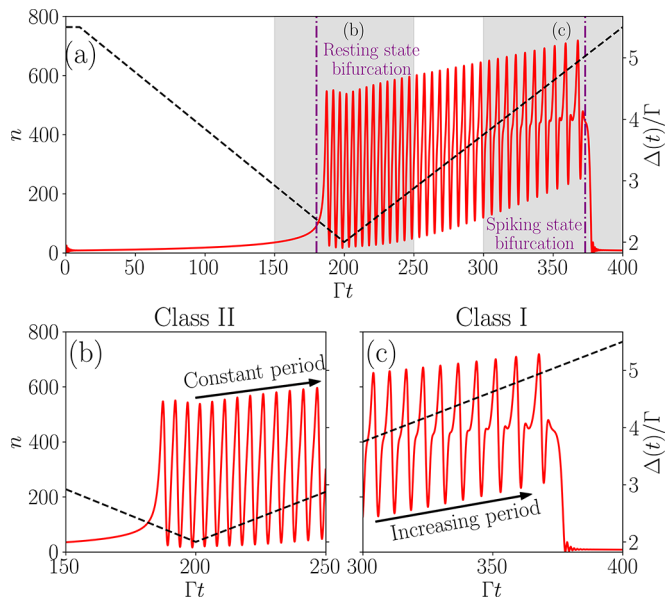 800
600
400
200
0
n
(a)
(b)
(c)
Resting state
bifurcation
Spiking state
bifurcation
5
4
3
2
Δ(t)/Γ
0
50
100
150
200
250
300
350
400
Γt
Class II
Class I
800
600
400
200
0
n
(b)
Constant period
150
200
250
Γt
(c)
Increasing period
5
4
3
2
Δ(t)/Γ
300
350
400
Γt